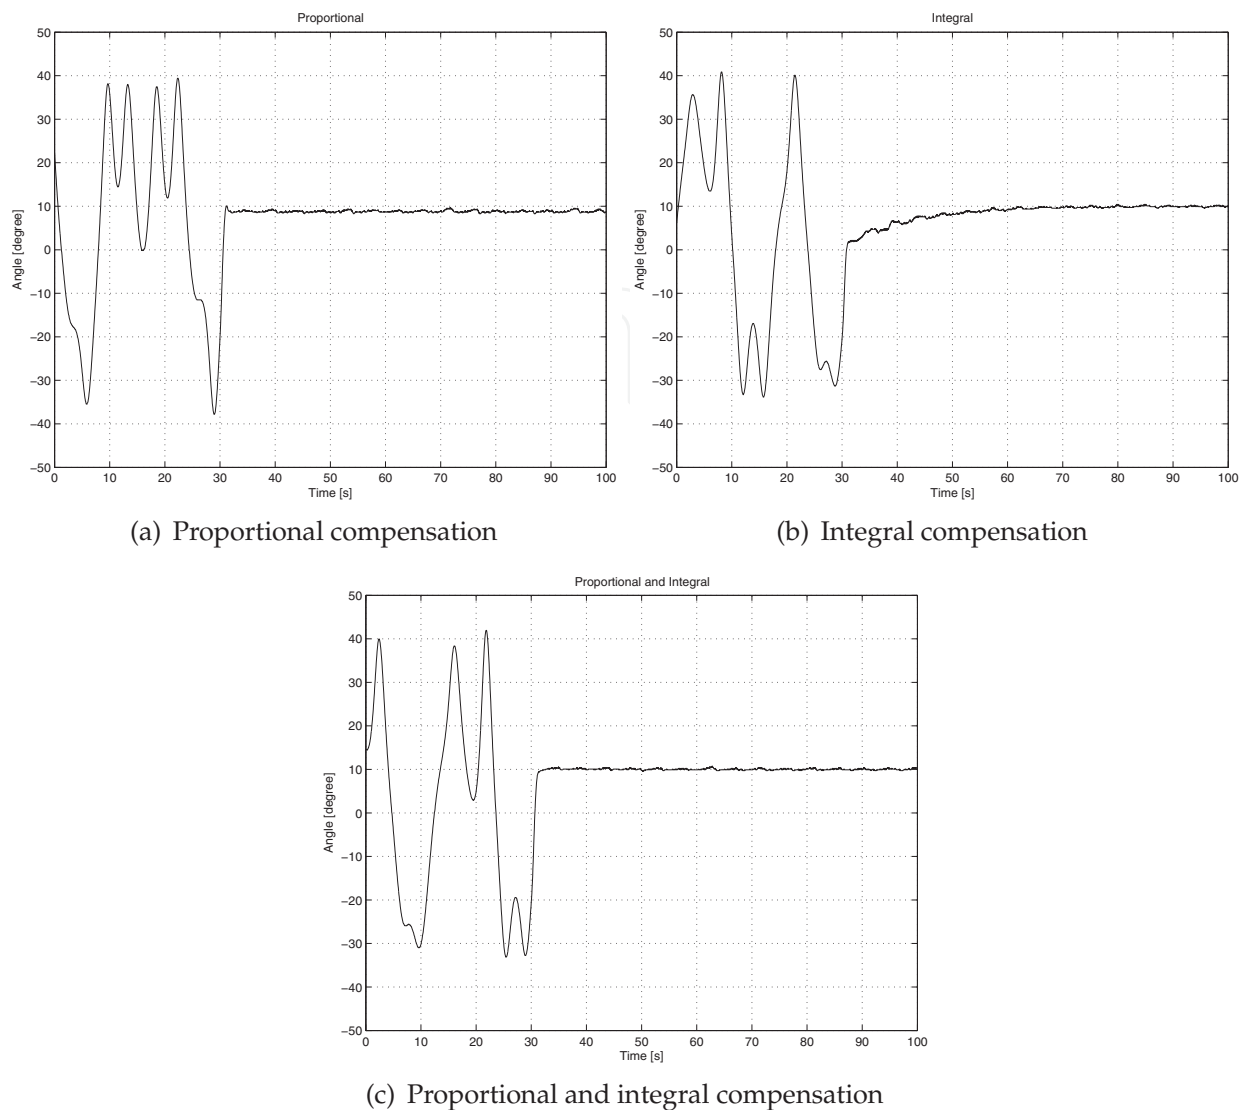 Proportional
50
40
30
20
10
0
−10
−20
−30
−40
−50
Angle [degree]
0 10 20 30 40 50 60 70 80 90 100
Time [s]
(a) Proportional compensation
Integral
50
40
30
20
10
0
−10
−20
−30
−40
−50
Angle [degree]
0 10 20 30 40 50 60 70 80 90 100
Time [s]
(b) Integral compensation
Proportional and Integral
50
40
30
20
10
0
−10
−20
−30
−40
−50
Angle [degree]
0 10 20 30 40 50 60 70 80 90 100
Time [s]
(c) Proportional and integral compensation